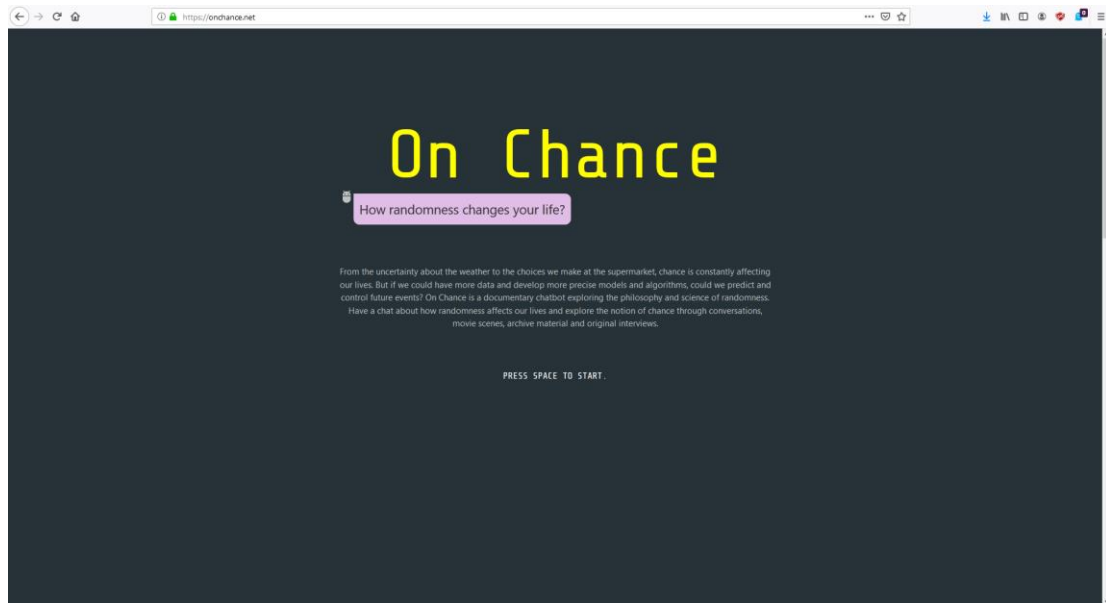 https://onchance.net
0
On Chance
How randomness changes your life?
From the uncertainty about the weather to the choices we make at the supermarket, chance is constantly affecting
our lives. But if we could have more data and develop more precise models and algorithms, could we predict and
control future events? On Chance is a documentary chatbot exploring the philosophy and science of randomness.
Have a chat about how randomness affects our lives and explore the notion of chance through conversations,
movie scenes, archive material and original interviews.
PRESS SPACE TO START.